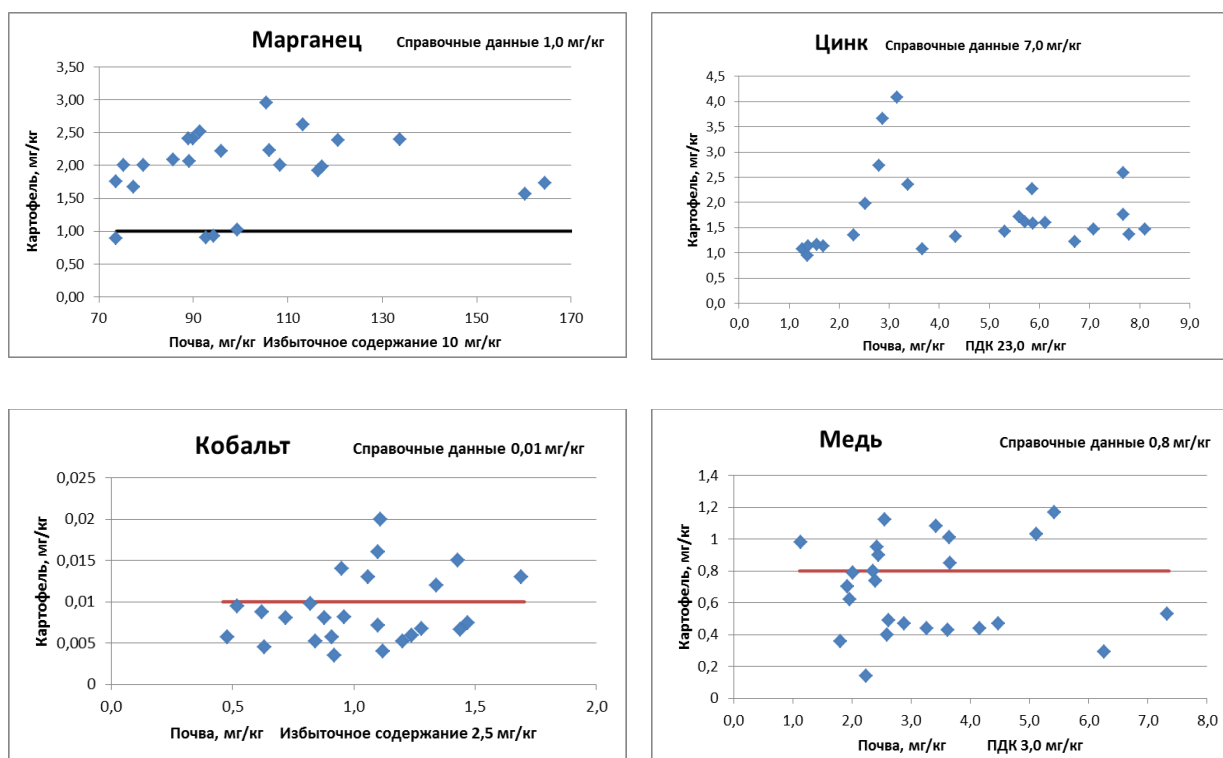 Марганец Справочные данные 1,0 мг/кг
Картофель, мг/кг
3,50
3,00
2,50
2,00
1,50
1,00
0,50
0,00
70 90 110 130 150 170
Почва, мг/кг Избыточное содержание 10 мг/кг
Цинк Справочные данные 7,0 мг/кг
Картофель, мг/кг
4,5
4,0
3,5
3,0
2,5
2,0
1,5
1,0
0,5
0,0
0,0 1,0 2,0 3,0 4,0 5,0 6,0 7,0 8,0 9,0
Почва, мг/кг ПДК 23,0 мг/кг
Кобальт Справочные данные 0,01 мг/кг
Картофель, мг/кг
0,025
0,02
0,015
0,01
0,005
0
0,0 0,5 1,0 1,5 2,0
Почва, мг/кг Избыточное содержание 2,5 мг/кг
Медь Справочные данные 0,8 мг/кг
Картофель, мг/кг
1,4
1,2
1
0,8
0,6
0,4
0,2
0
0,0 1,0 2,0 3,0 4,0 5,0 6,0 7,0 8,0
Почва, мг/кг ПДК 3,0 мг/кг